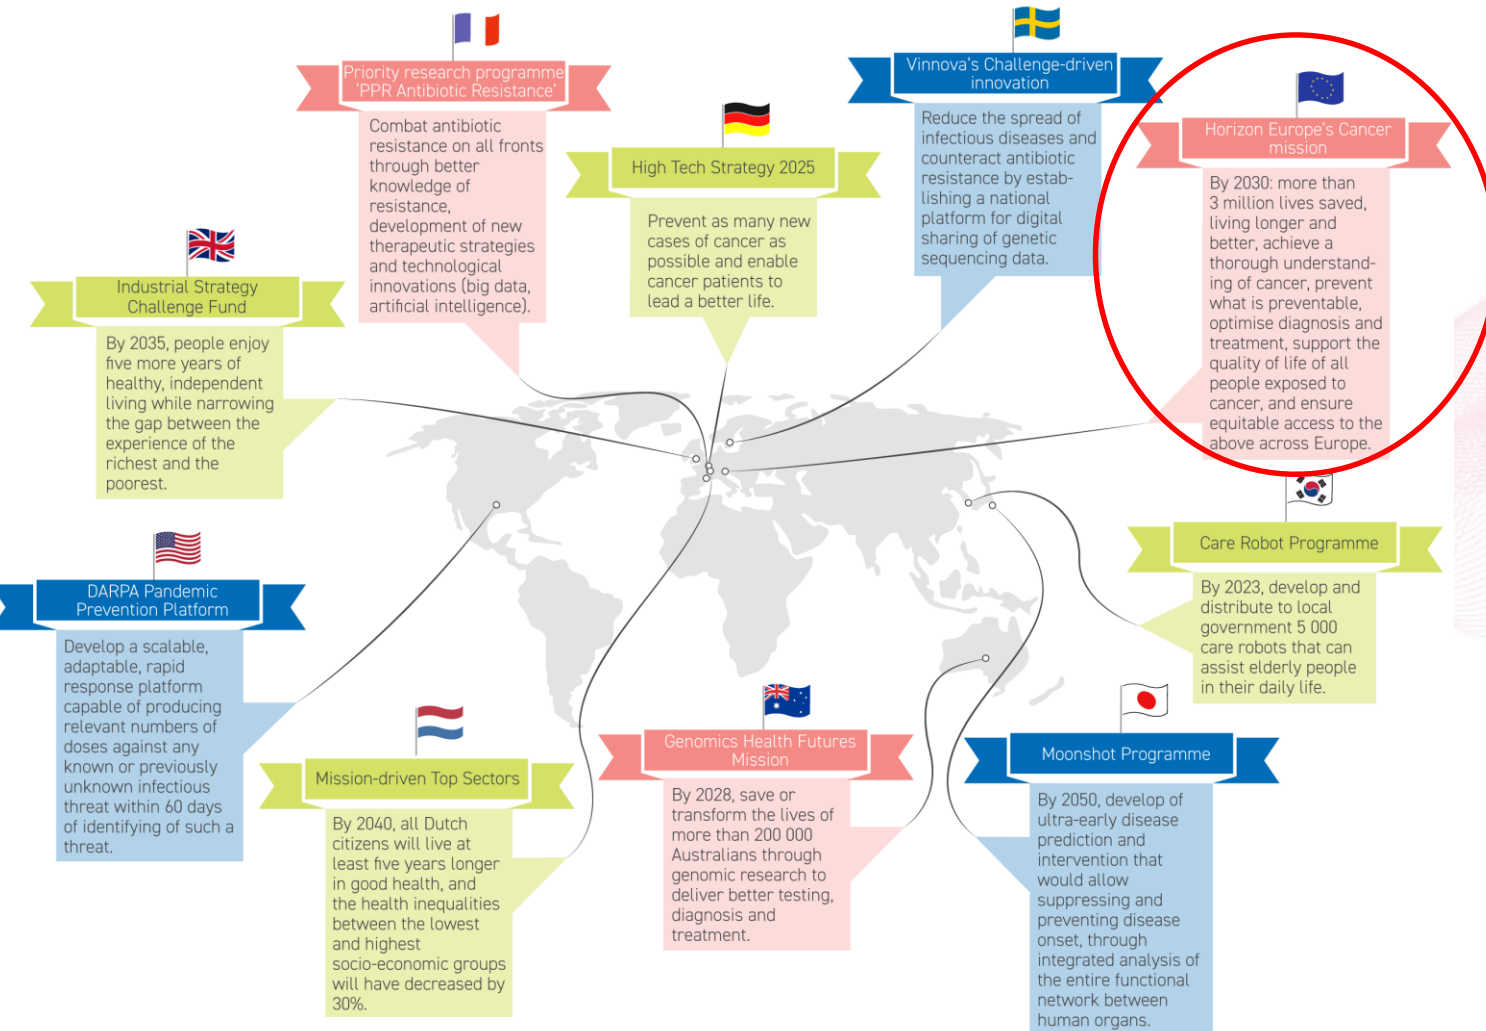 Priority research programme
'PPR Antibiotic Resistance'
Combat antibiotic
resistance on all fronts
through better
knowledge of
resistance,
development of new
therapeutic strategies
and technological
innovations (big data,
artificial intelligence).
High Tech Strategy 2025
Prevent as many new
cases of cancer as
possible and enable
cancer patients to
lead a better life.
Vinnova's Challenge-driven
innovation
Reduce the spread of
infectious diseases and
counteract antibiotic
resistance by estab-
lishing a national
platform for digital
sharing of genetic
sequencing data.
Horizon Europe's Cancer
mission
By 2030: more than
3 million lives saved,
living longer and
better, achieve a
thorough understand-
ing of cancer, prevent
what is preventable,
optimise diagnosis and
treatment, support the
quality of life of all
people exposed to
cancer, and ensure
equitable access to the
above across Europe.
Industrial Strategy
Challenge Fund
By 2035, people enjoy
five more years of
healthy, independent
living while narrowing
the gap between the
experience of the
richest and the
poorest.
Care Robot Programme
By 2023, develop and
distribute to local
government 5 000
care robots that can
assist elderly people
in their daily life.
DARPA Pandemic
Prevention Platform
Develop a scalable,
adaptable, rapid
response platform
capable of producing
relevant numbers of
doses against any
known or previously
unknown infectious
threat within 60 days
of identifying of such a
threat.
Mission-driven Top Sectors
By 2040, all Dutch
citizens will live at
least five years longer
in good health, and
the health inequalities
between the lowest
and highest
socio-economic groups
will have decreased by
30%.
Genomics Health Futures
Mission
By 2028, save or
transform the lives of
more than 200 000
Australians through
genomic research to
deliver better testing,
diagnosis and
treatment.
Moonshot Programme
By 2050, develop of
ultra-early disease
prediction and
intervention that
would allow
suppressing and
preventing disease
onset, through
integrated analysis of
the entire functional
network between
human organs.